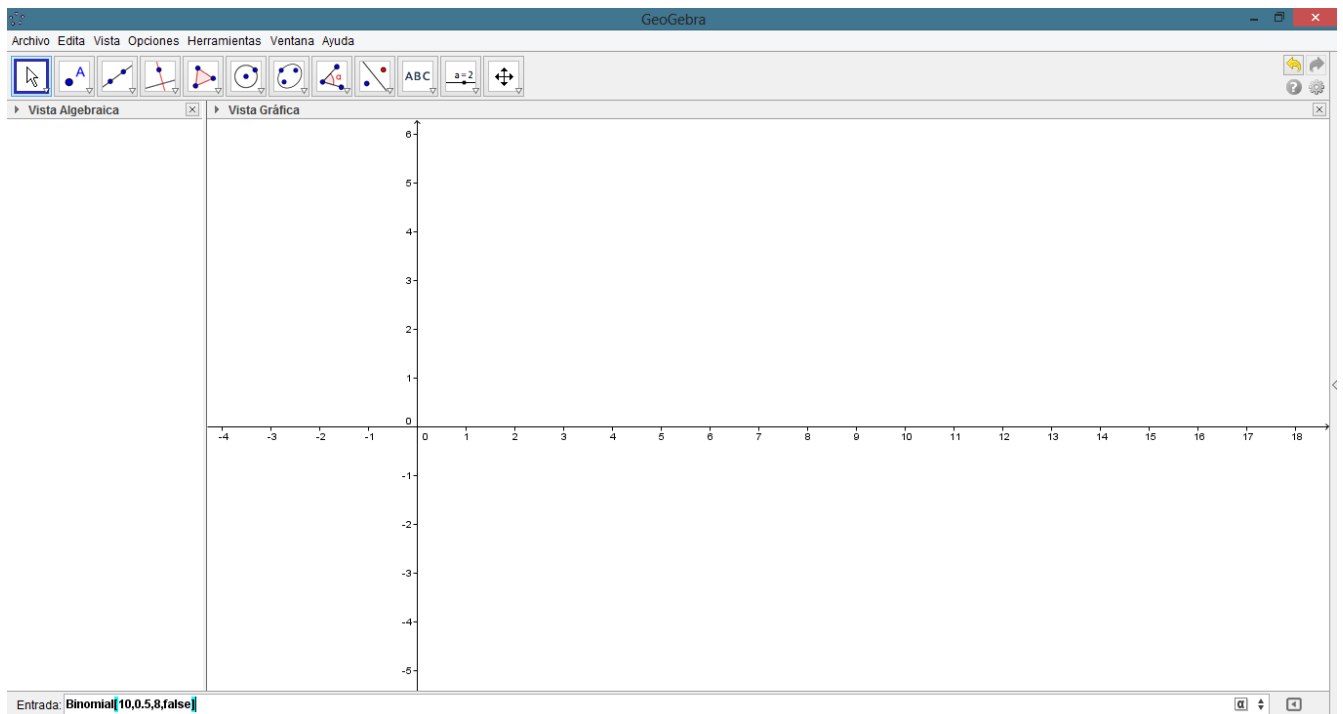 GeoGebra
Archivo Edita Vista Opciones Herramientas Ventana Ayuda
A α ABC a=2
Vista Algebraica
Vista Gráfica
6
5
4
3
2
1
0
-4 -3 -2 -1 0 1 2 3 4 5 6 7 8 9 10 11 12 13 14 15 16 17 18
-1
-2
-3
-4
-5
Entrada: Binomial[10,0.5,8,false] α